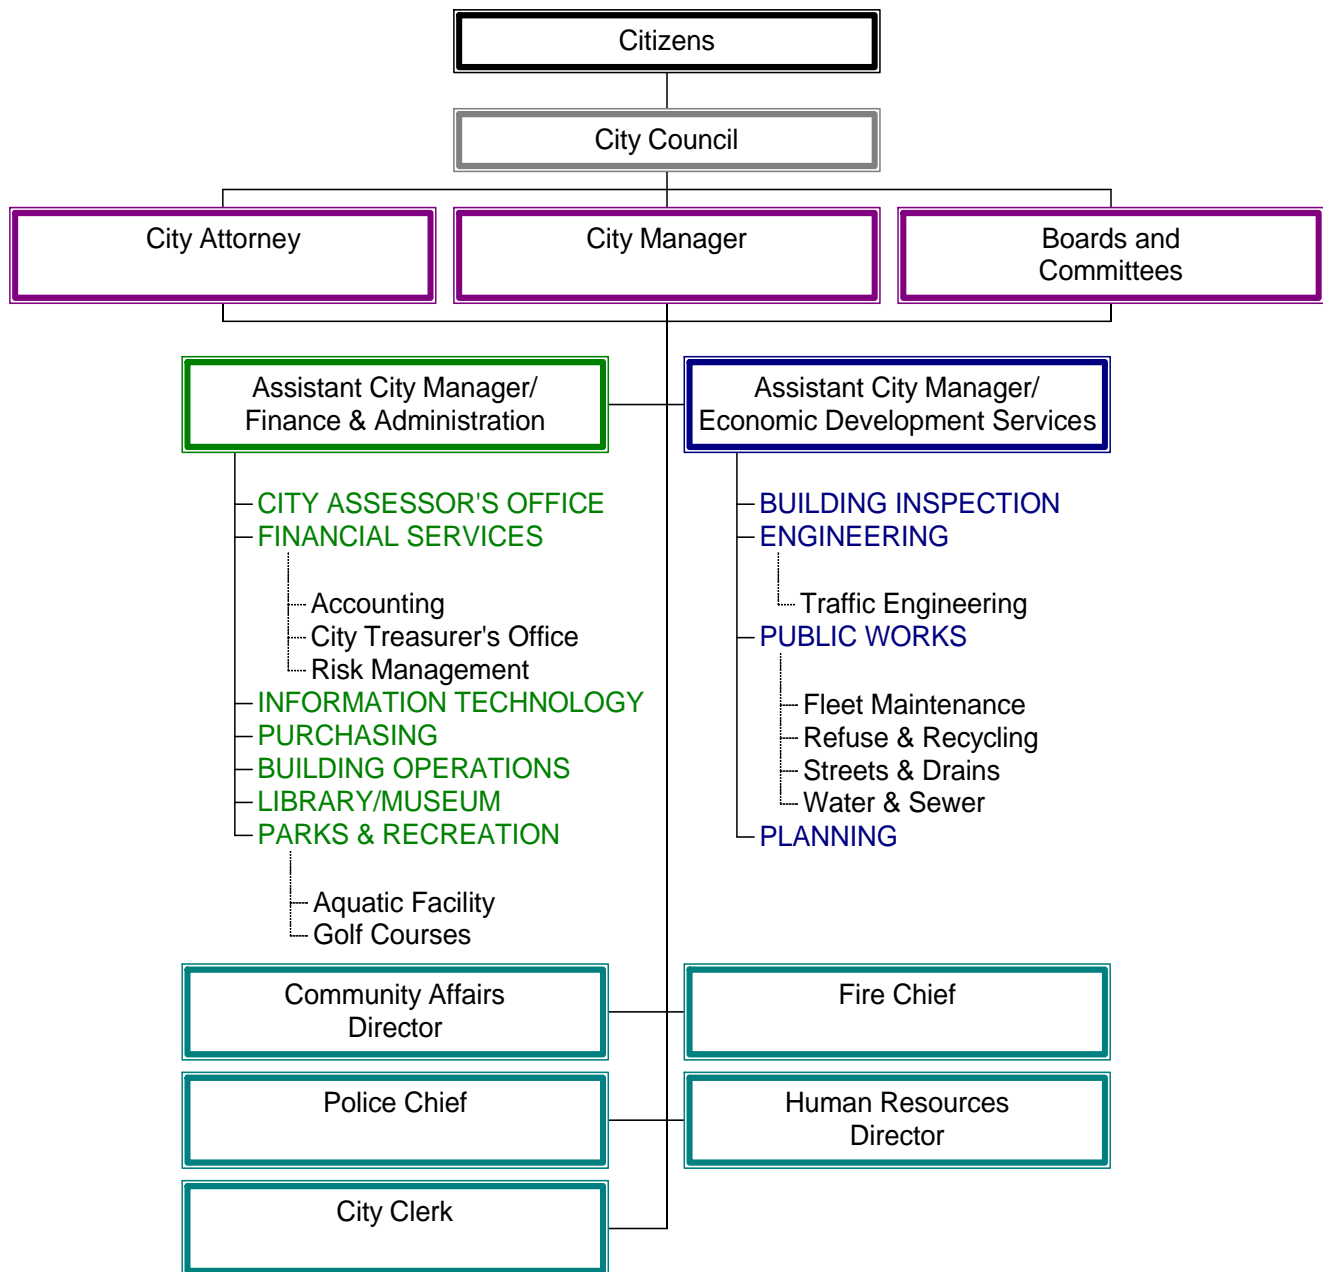 Citizens
City Council
City Attorney
City Manager
Boards and
Committees
Assistant City Manager/
Finance & Administration
Assistant City Manager/
Economic Development Services
CITY ASSESSOR'S OFFICE
FINANCIAL SERVICES
Accounting
City Treasurer's Office
Risk Management
INFORMATION TECHNOLOGY
PURCHASING
BUILDING OPERATIONS
LIBRARY/MUSEUM
PARKS & RECREATION
Aquatic Facility
Golf Courses
BUILDING INSPECTION
ENGINEERING
Traffic Engineering
PUBLIC WORKS
Fleet Maintenance
Refuse & Recycling
Streets & Drains
Water & Sewer
PLANNING
Community Affairs
Director
Fire Chief
Police Chief
Human Resources
Director
City Clerk